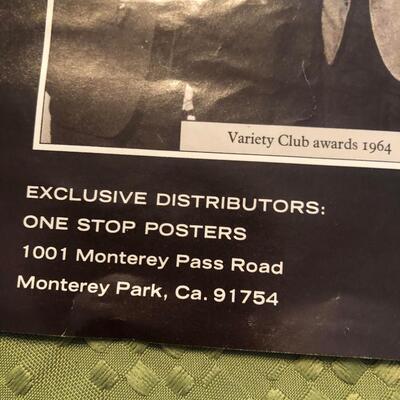 Variety Club awards 1964
EXCLUSIVE DISTRIBUTORS:
ONE STOP POSTERS
1001 Monterey Pass Road
Monterey Park, Ca. 91754